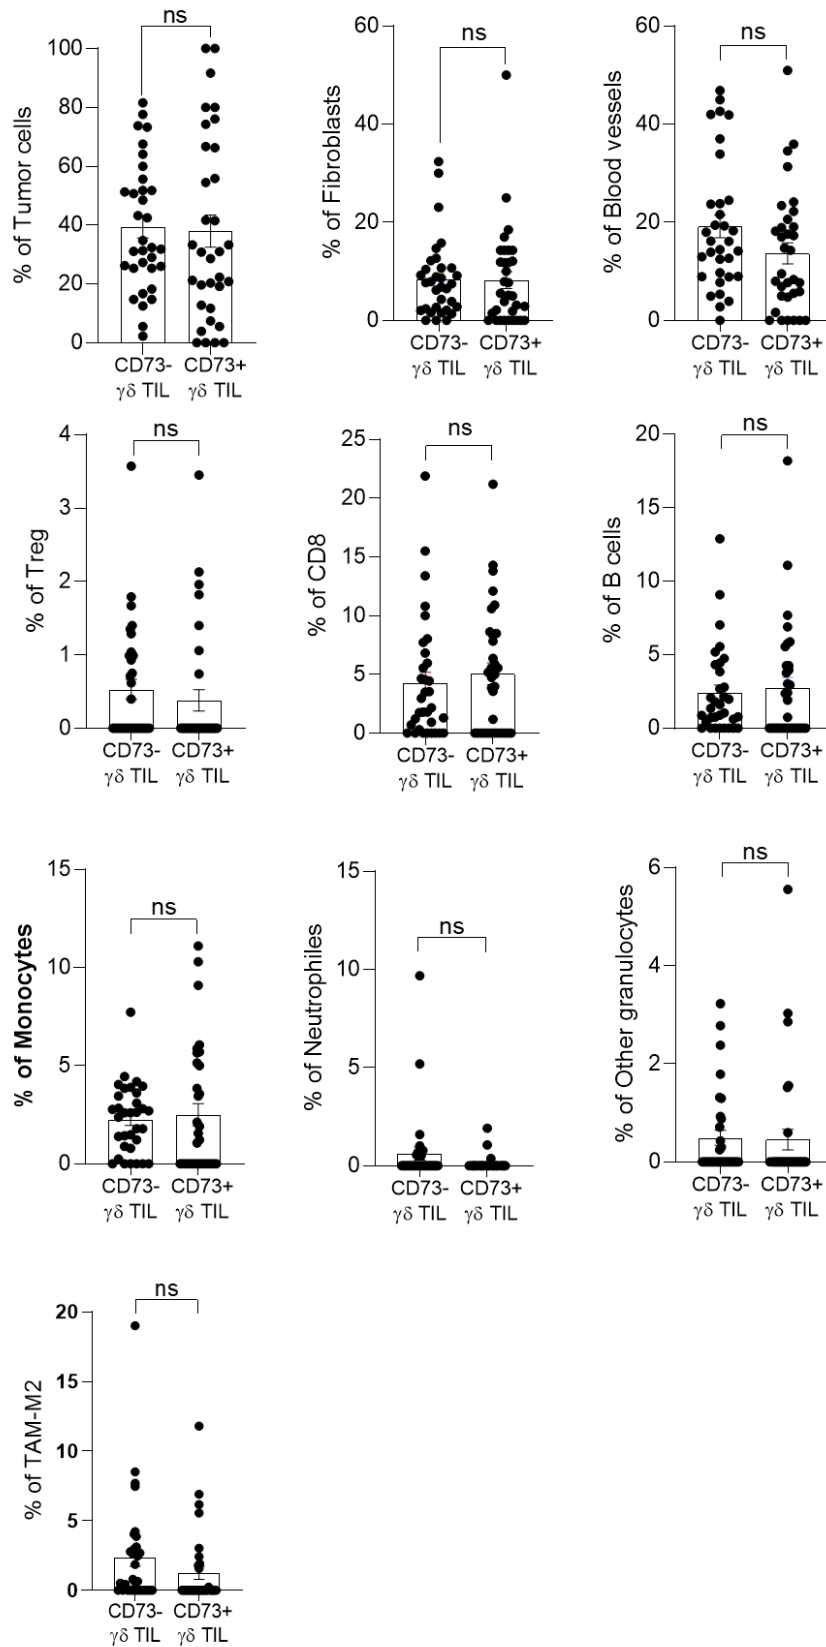 ns
% of Tumor cells
100
80
60
40
20
0
CD73- CD73+
γδ TIL γδ TIL
ns
% of Fibroblasts
60
40
20
0
CD73- CD73+
γδ TIL γδ TIL
ns
% of Blood vessels
60
40
20
0
CD73- CD73+
γδ TIL γδ TIL
ns
% of Treg
4
3
2
1
0
CD73- CD73+
γδ TIL γδ TIL
ns
% of CD8
25
20
15
10
5
0
CD73- CD73+
γδ TIL γδ TIL
ns
% of B cells
20
15
10
5
0
CD73- CD73+
γδ TIL γδ TIL
ns
% of Monocytes
15
10
5
0
CD73- CD73+
γδ TIL γδ TIL
ns
% of Neutrophiles
15
10
5
0
CD73- CD73+
γδ TIL γδ TIL
ns
% of Other granulocytes
6
4
2
0
CD73- CD73+
γδ TIL γδ TIL
ns
% of TAM-M2
20
15
10
5
0
CD73- CD73+
γδ TIL γδ TIL